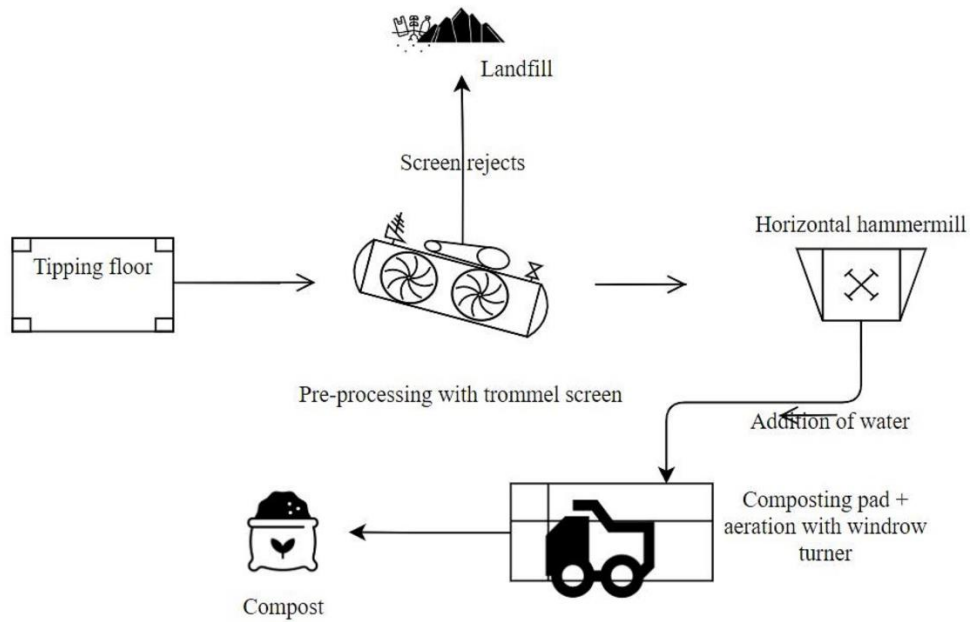 Landfill
Screen rejects
Horizontal hammermill
Tipping floor
Pre-processing with trommel screen
Addition of water
Composting pad +
aeration with windrow
turner
Compost